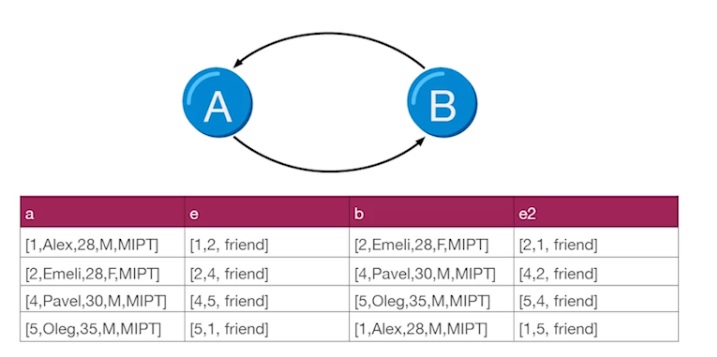 A B
a e b e2
[1,Alex,28,M,MIPT] [1,2, friend] [2,Emeli,28,F,MIPT] [2,1, friend]
[2,Emeli,28,F,MIPT] [2,4, friend] [4,Pavel,30,M,MIPT] [4,2, friend]
[4,Pavel,30,M,MIPT] [4,5, friend] [5,Oleg,35,M,MIPT] [5,4, friend]
[5,Oleg,35,M,MIPT] [5,1, friend] [1,Alex,28,M,MIPT] [1,5, friend]